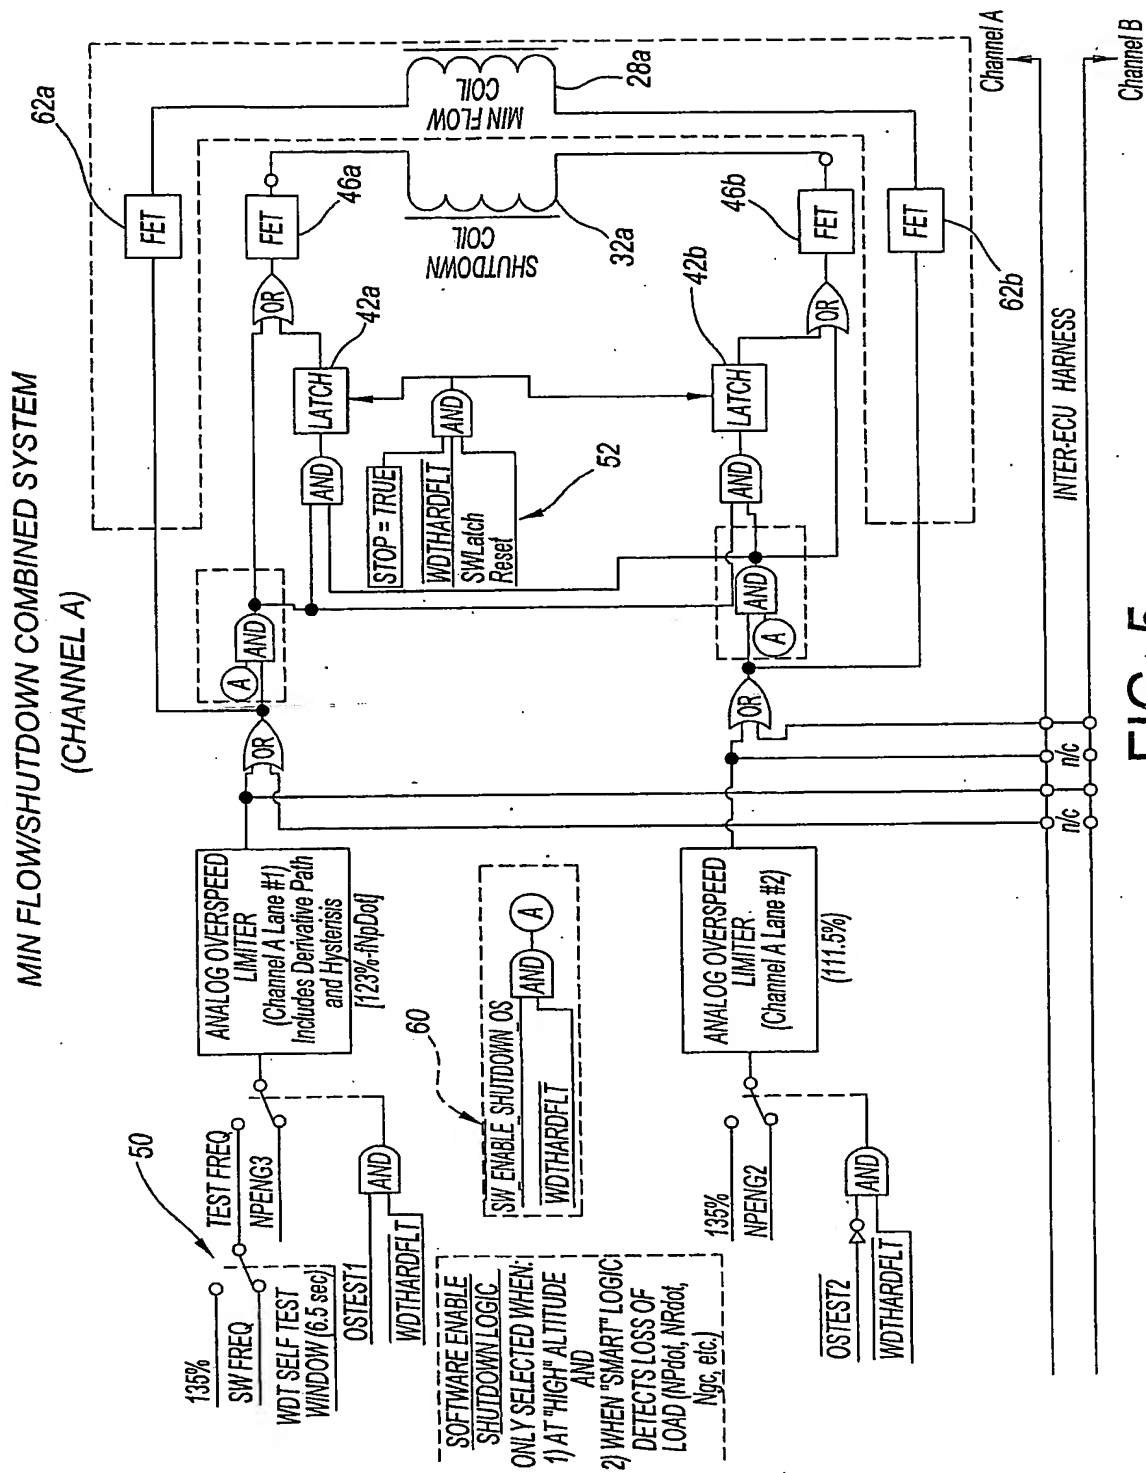 MIN FLOW/SHUTDOWN COMBINED SYSTEM
(CHANNEL A)
62a
FET
FET
46a
OR
LATCH
42a
AND
AND
A
OR
ANALOG OVERSPEED
LIMITER
(Channel A Lane #1)
Includes Derivative Path
and Hysterisis
[123%-fNpDot]
50
TEST FREQ
NPENG3
135%
SW FREQ
WDT SELF TEST
WINDOW (6.5 sec)
OSTEST1
WDTHARDFLT
AND
MIN FLOW
COIL
28a
SHUTDOWN
COIL
32a
AND
STOP = TRUE
WDTHARDFLT
SWLatch
Reset
52
60
SW ENABLE SHUTDOWN OS
WDTHARDFLT
AND
A
SOFTWARE ENABLE
SHUTDOWN LOGIC
ONLY SELECTED WHEN:
1) AT "HIGH" ALTITUDE
AND
2) WHEN "SMART" LOGIC
DETECTS LOSS OF
LOAD (NPdot, NRdot,
Ngc, etc.)
46b
FET
FET
62b
OR
42b
LATCH
AND
AND
A
OR
ANALOG OVERSPEED
LIMITER
(Channel A Lane #2)
(111.5%)
135%
NPENG2
OSTEST2
WDTHARDFLT
AND
Channel A
INTER-ECU HARNESS
n/c
n/c
Channel B